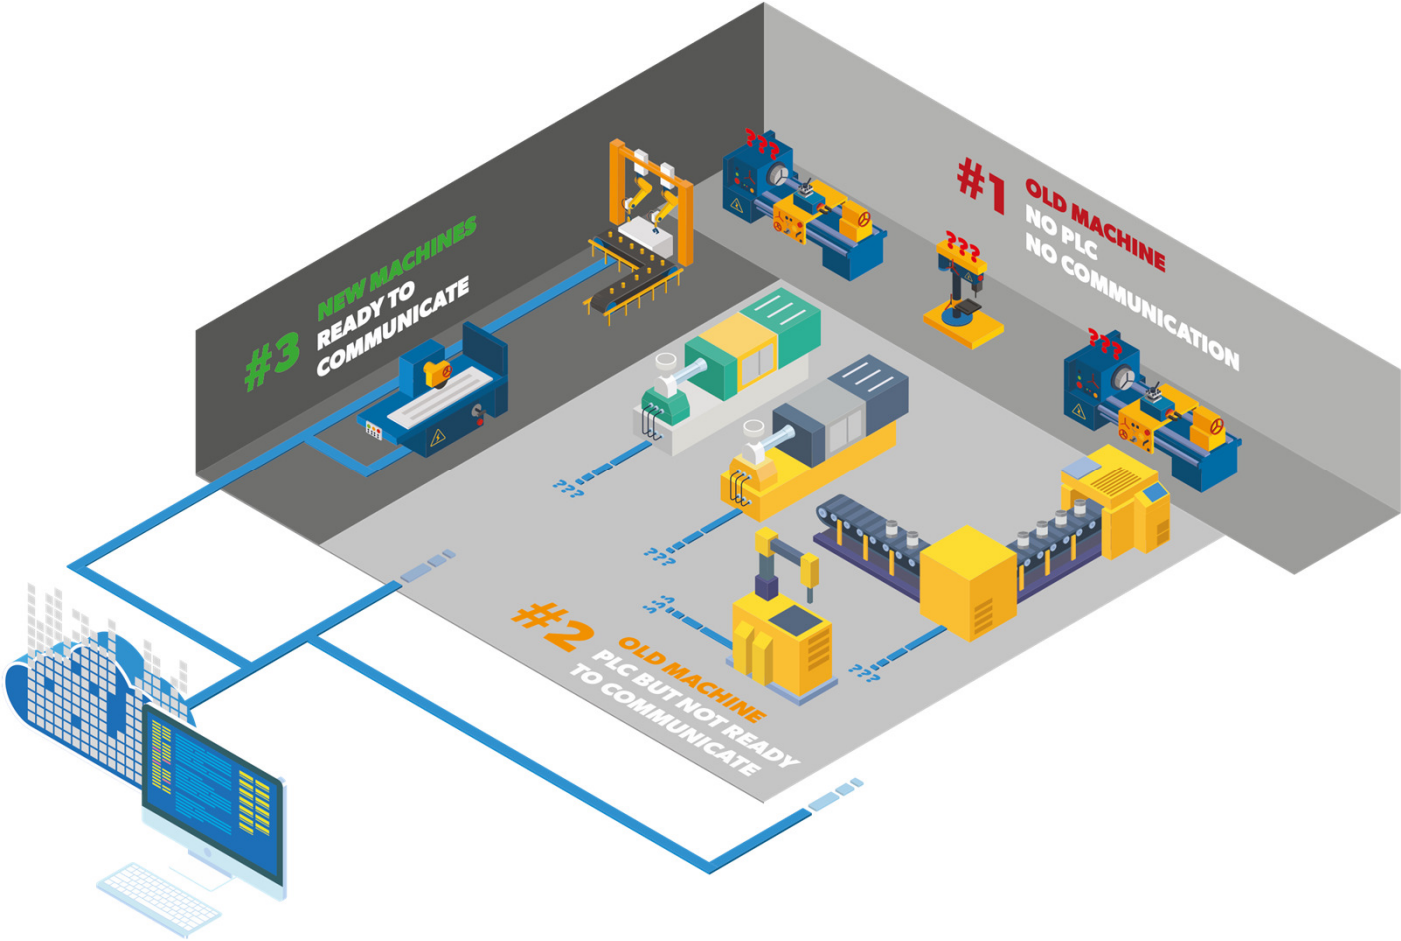 #3
NEW MACHINES
READY TO
COMMUNICATE
#1
OLD MACHINE
NO PLC
NO COMMUNICATION
???
???
???
#2
OLD MACHINE
PLC BUT NOT READY
TO COMMUNICATE
???
???
???
???